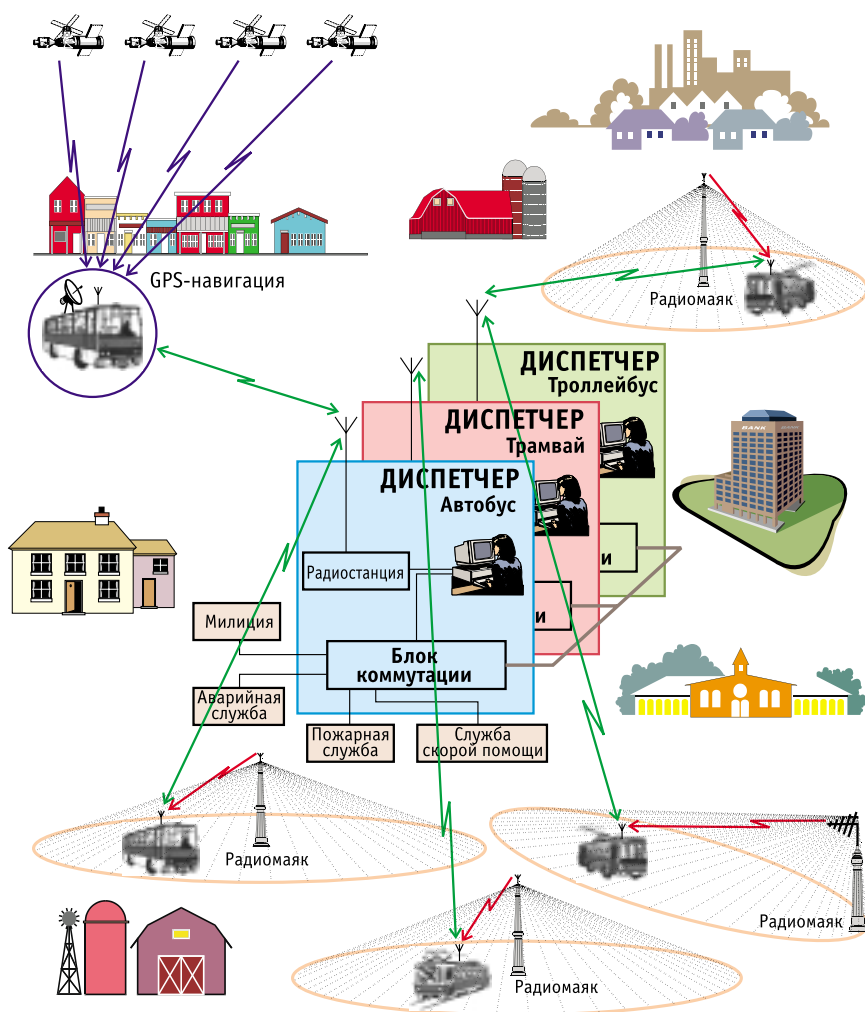 GPS-навигация
Радиомаяк
ДИСПЕТЧЕР
Троллейбус
ДИСПЕТЧЕР
Трамвай
ДИСПЕТЧЕР
Автобус
BANK
Радиостанция
и
и
Милиция
Блок
коммутации
Аварийная
служба
Пожарная
служба
Служба
скорой помощи
Радиомаяк
Радиомаяк
Радиомаяк